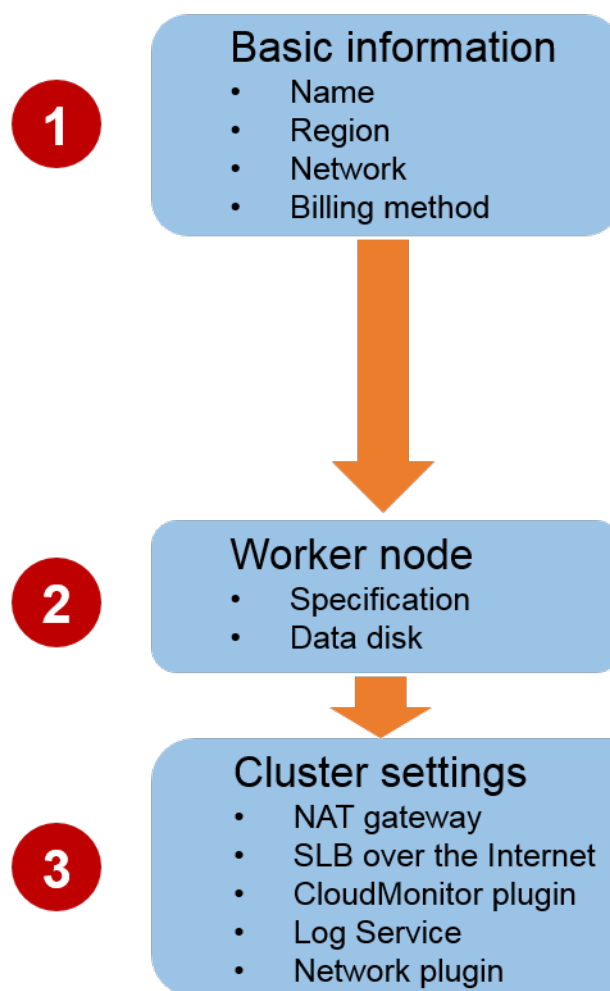 1
Basic information
• Name
• Region
• Network
• Billing method
2
Worker node
• Specification
• Data disk
3
Cluster settings
• NAT gateway
• SLB over the Internet
• CloudMonitor plugin
• Log Service
• Network plugin